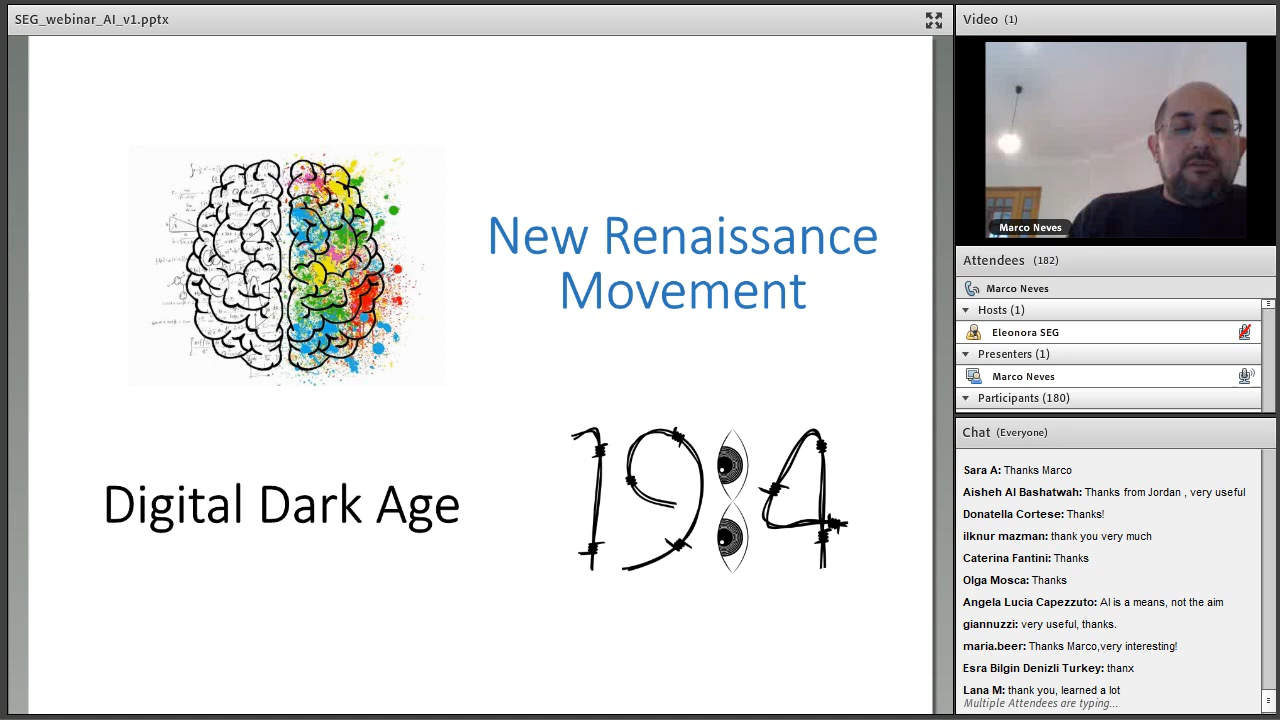 SEG_webinar_AI_v1.pptx
New Renaissance
Movement
Digital Dark Age
1984
Video (1)
Marco Neves
Attendees (182)
Marco Neves
Hosts (1)
Eleonora SEG
Presenters (1)
Marco Neves
Participants (180)
Chat (Everyone)
Sara A: Thanks Marco
Aisheh Al Bashatwah: Thanks from Jordan , very useful
Donatella Cortese: Thanks!
ilknur mazman: thank you very much
Caterina Fantini: Thanks
Olga Mosca: Thanks
Angela Lucia Capezzuto: AI is a means, not the aim
giannuzzi: very useful, thanks.
maria.beer: Thanks Marco,very interesting!
Esra Bilgin Denizli Turkey: thanx
Lana M: thank you, learned a lot
Multiple Attendees are typing...